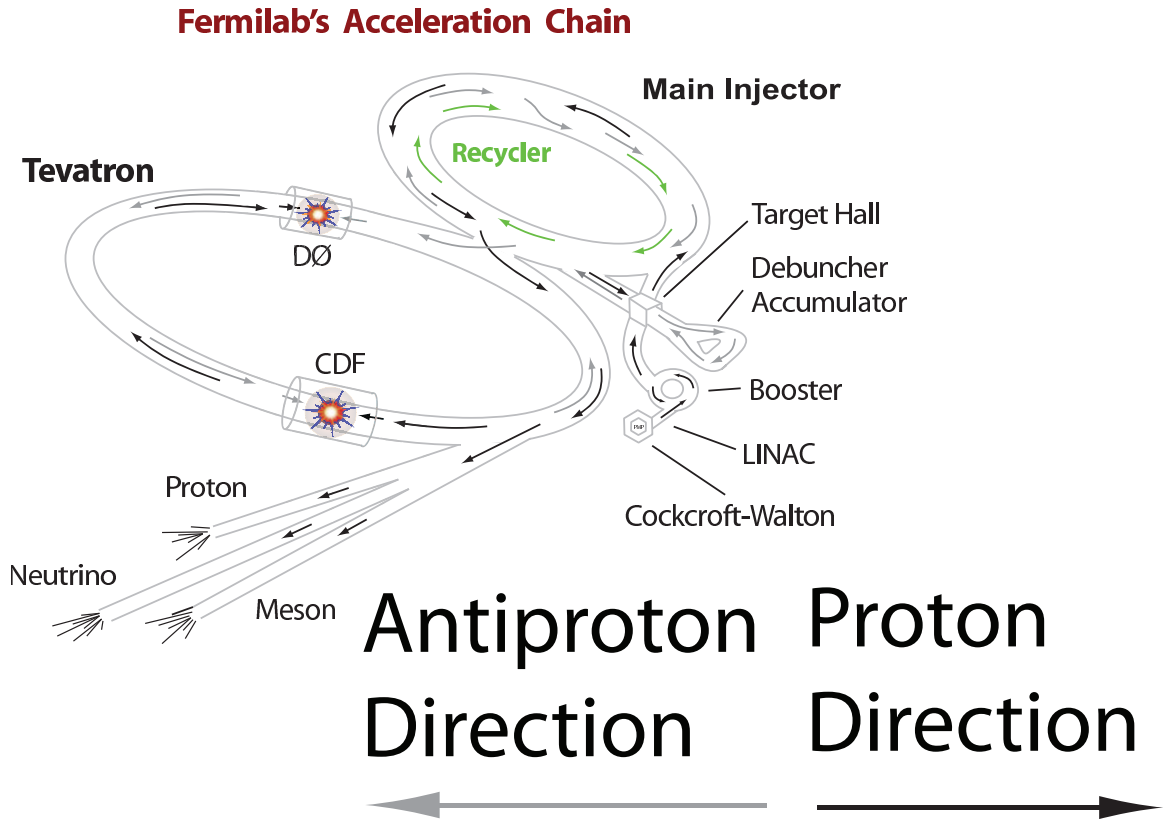 Fermilab's Acceleration Chain
Main Injector
Recycler
Tevatron
Target Hall
DØ
Debuncher
Accumulator
CDF
Booster
PMP
LINAC
Proton
Cockcroft-Walton
Neutrino
Meson
Antiproton
Direction
Proton
Direction